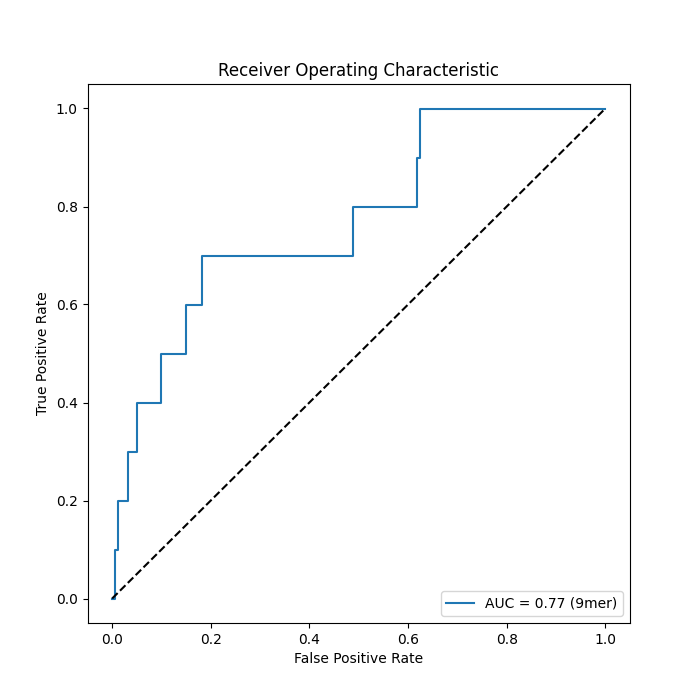 Receiver Operating Characteristic
1.0
0.8
0.6
0.4
0.2
0.0
True Positive Rate
0.0 0.2 0.4 0.6 0.8 1.0
False Positive Rate
AUC = 0.77 (9mer)